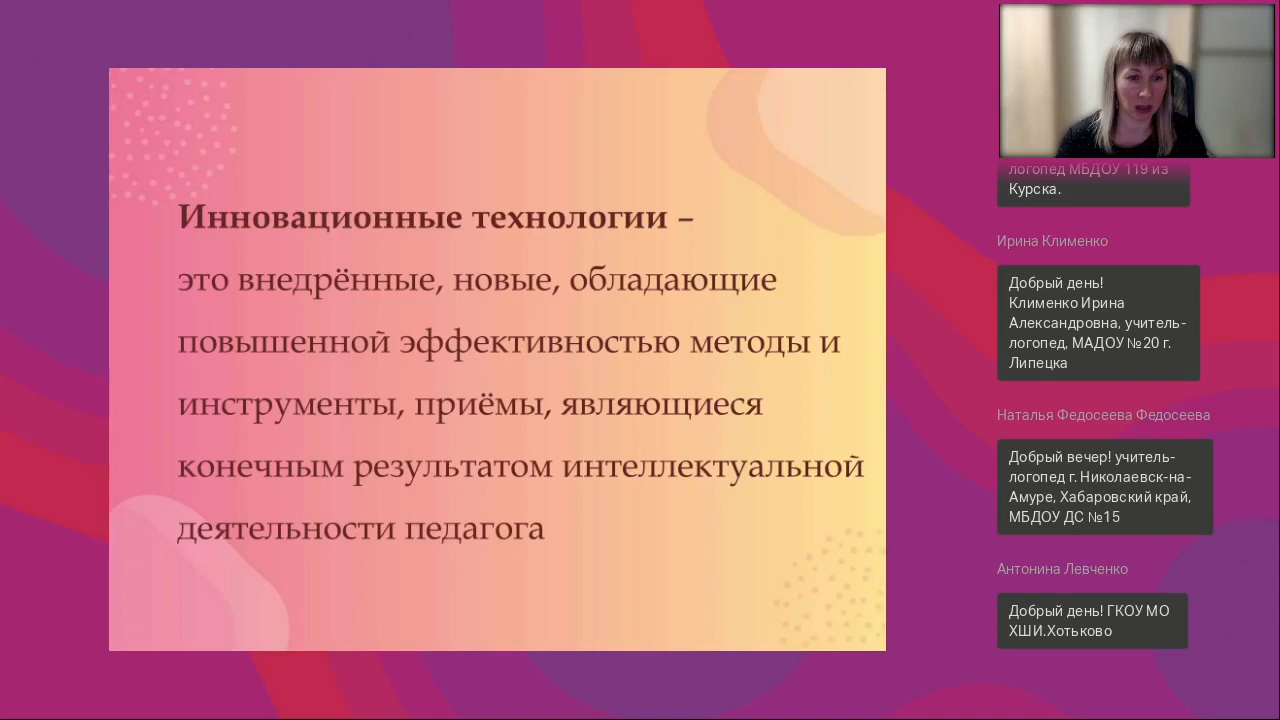 Инновационные технологии –
это внедрённые, новые, обладающие
повышенной эффективностью методы и
инструменты, приёмы, являющиеся
конечным результатом интеллектуальной
деятельности педагога
логопед МБДОУ 119 из
Курска.
Ирина Клименко
Добрый день!
Клименко Ирина
Александровна, учитель-
логопед, МАДОУ №20 г.
Липецка
Наталья Федосеева Федосеева
Добрый вечер! учитель-
логопед г. Николаевск-на-
Амуре, Хабаровский край,
МБДОУ ДС №15
Антонина Левченко
Добрый день! ГКОУ МО
ХШИ.Хотьково